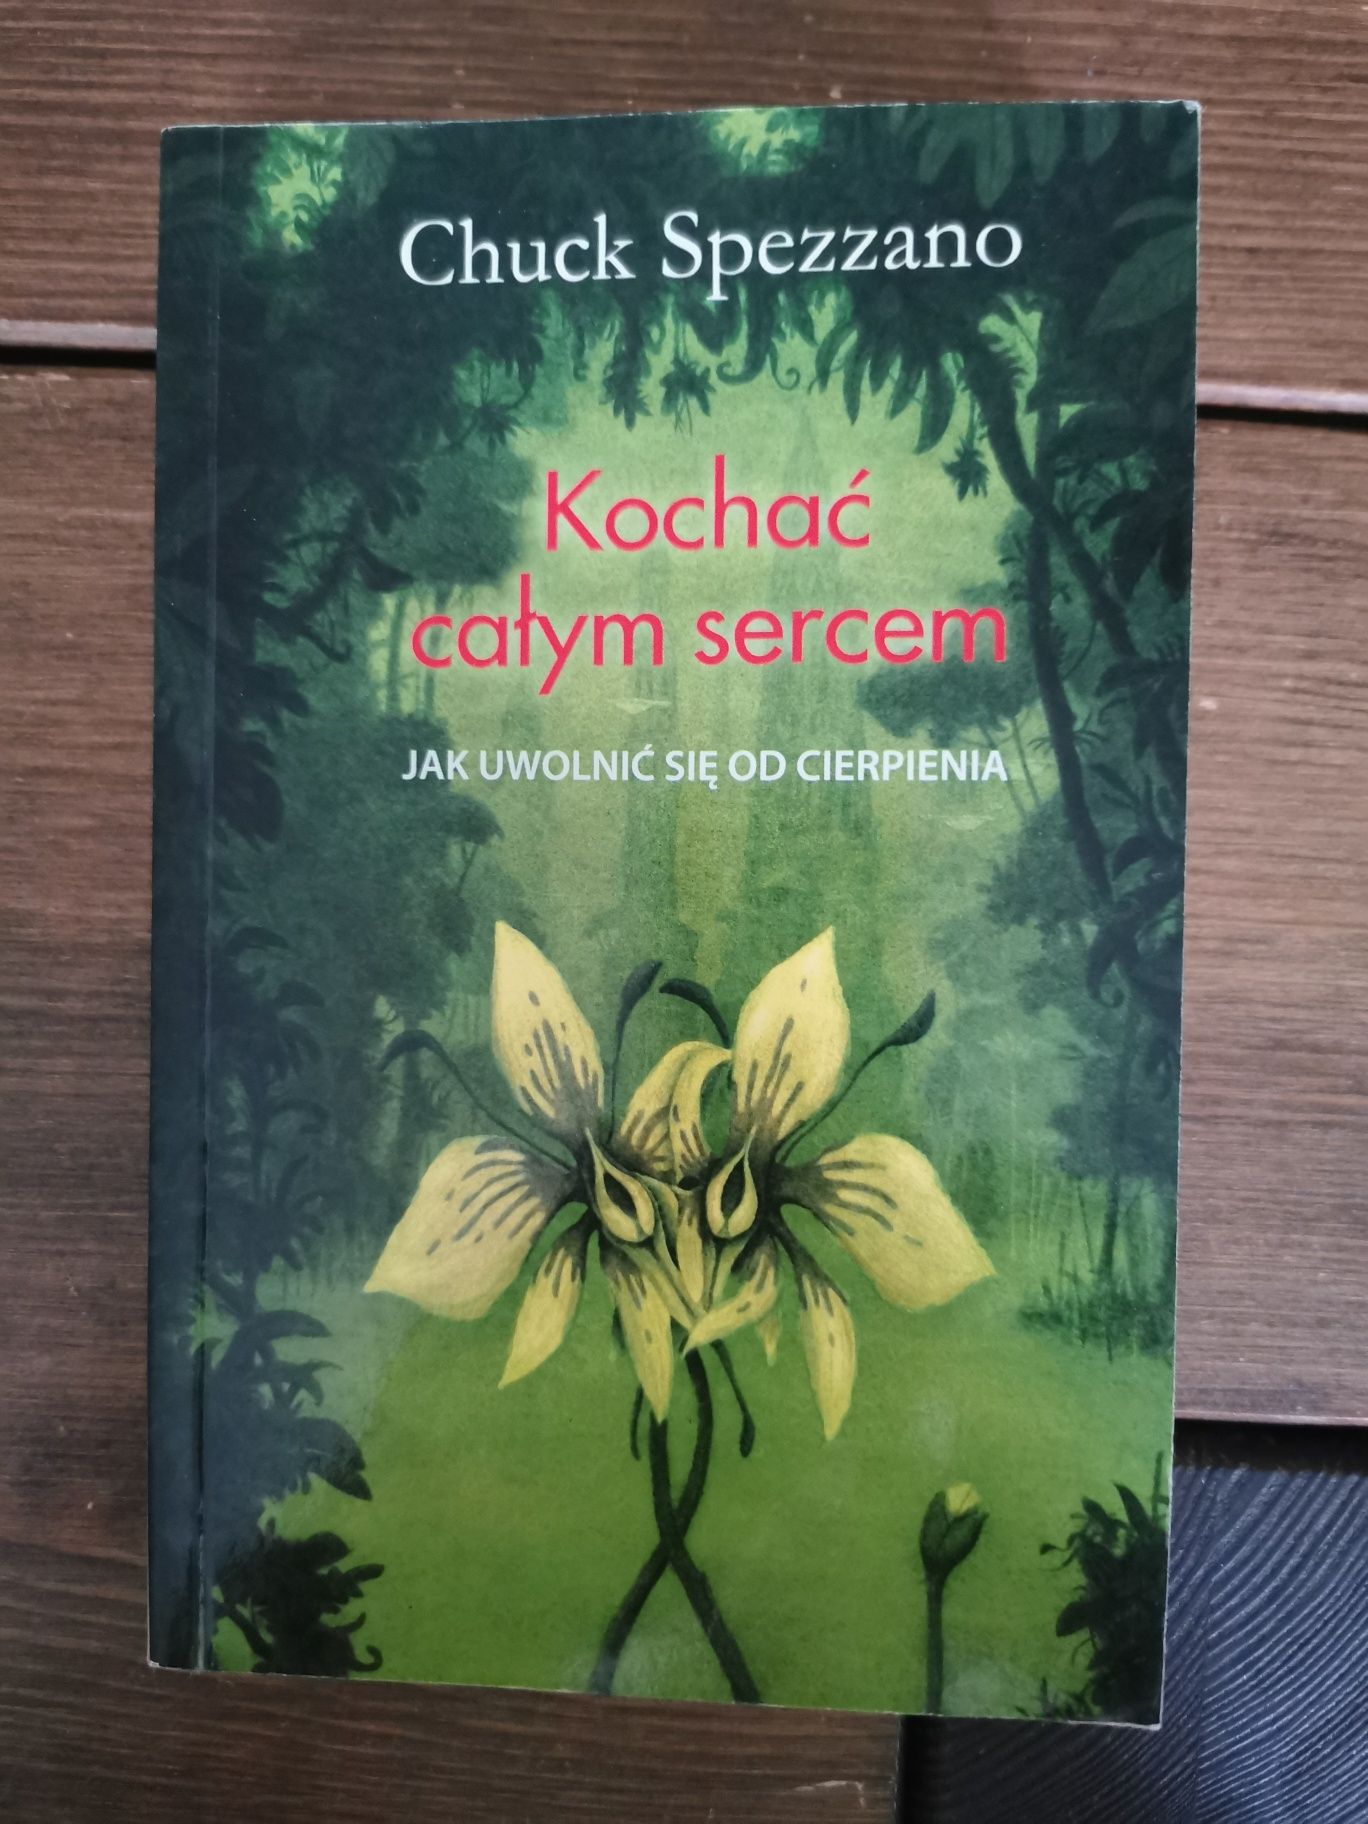 Chuck Spezzano
Kochać
całym sercem
JAK UWOLNIĆ SIĘ OD CIERPIENIA